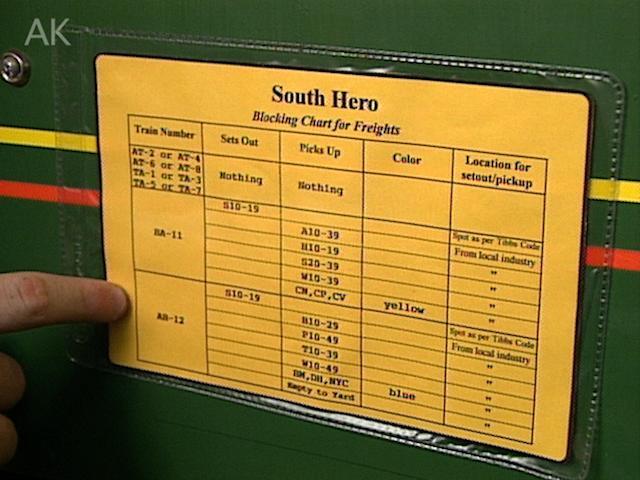 AK
South Hero
Blocking Chart for Freights
Train Number Sets Out Picks Up Color Location for setout/pickup
AT-2 or AT-4
AT-6 or AT-8
TA-1 or TA-3
TA-5 or TA-7
Nothing Nothing
BA-11
S10-19 Spot as per Tibbs Code
A10-39 From local industry
H10-19 "
S20-39 "
W10-39 "
CN,CP,CV yellow "
AB-12
S10-19 Spot as per Tibbs Code
B10-29 From local industry
P10-49 "
T10-39 "
W10-49 "
BM,DH,NYC blue "
Empty to Yard "